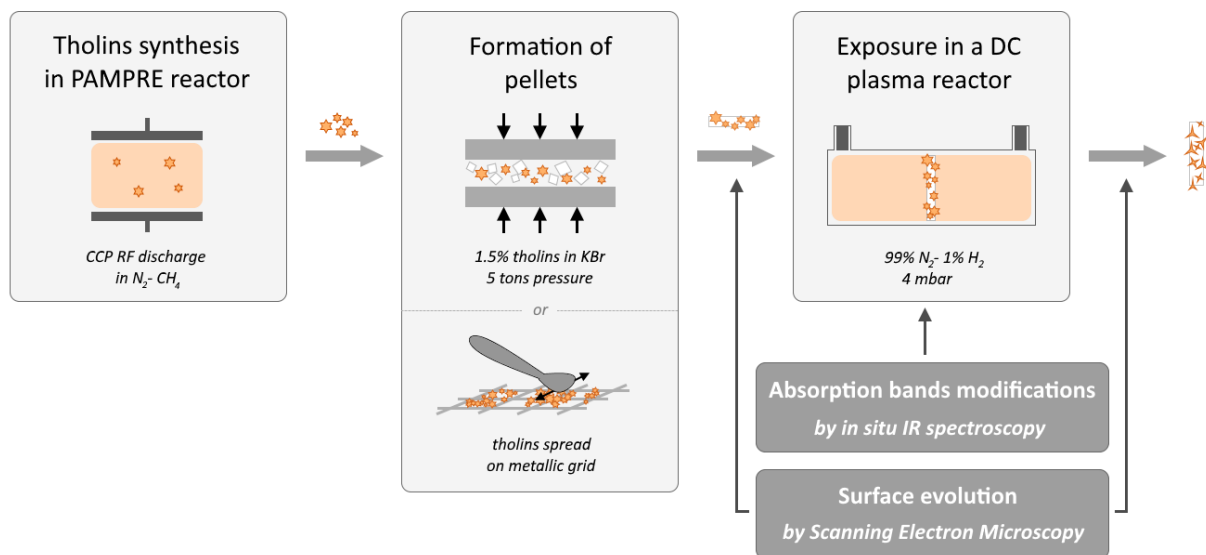 Tholins synthesis
in PAMPRE reactor
CCP RF discharge
in N₂- CH₄
Formation of
pellets
1.5% tholins in KBr
5 tons pressure
or
tholins spread
on metallic grid
Exposure in a DC
plasma reactor
99% N₂- 1% H₂
4 mbar
Absorption bands modifications
by in situ IR spectroscopy
Surface evolution
by Scanning Electron Microscopy